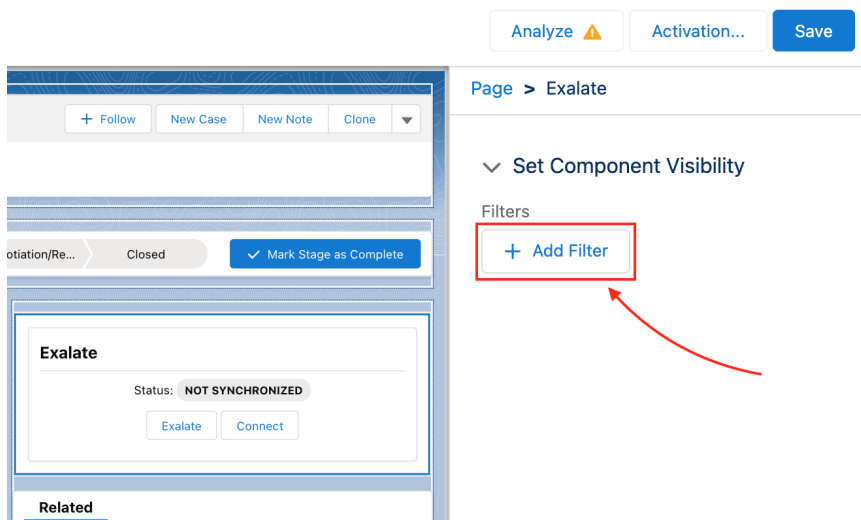 Analyze
Activation...
Save
Page > Exalate
+ Follow
New Case
New Note
Clone
Set Component Visibility
Filters
+ Add Filter
otiation/Re...
Closed
Mark Stage as Complete
Exalate
Status: NOT SYNCHRONIZED
Exalate
Connect
Related